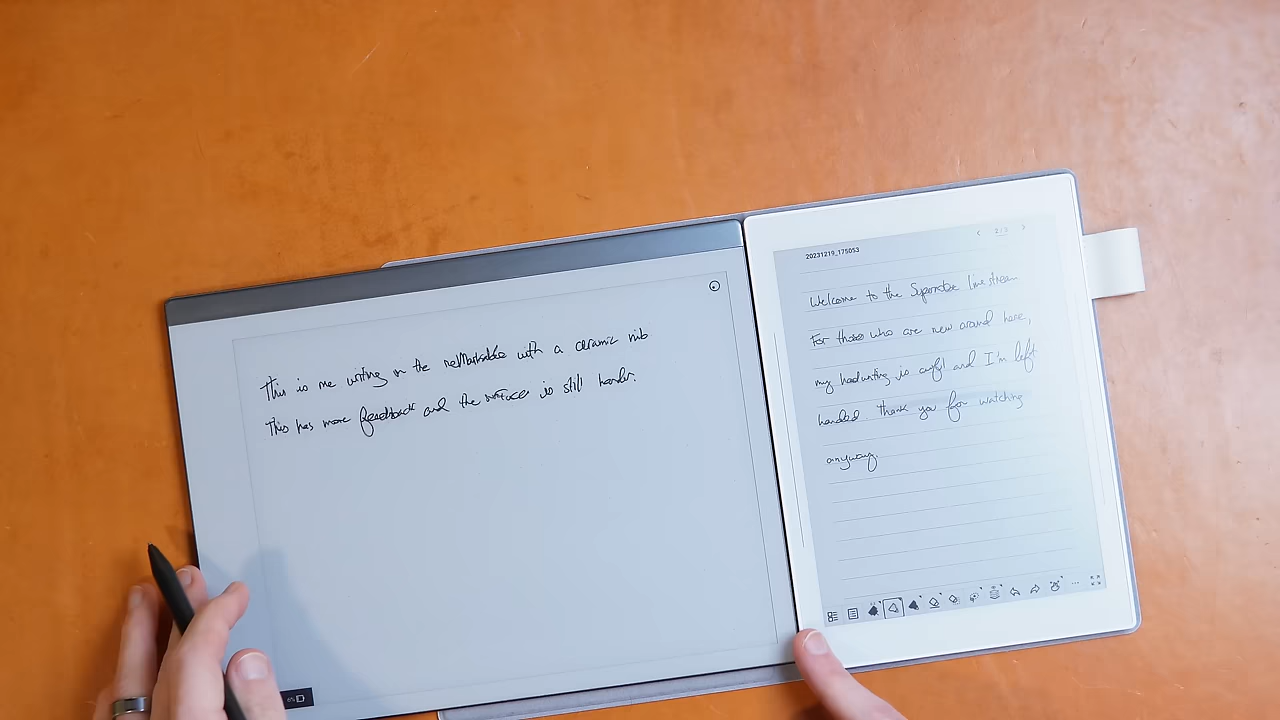 This is me writing on the reMarkable with a ceramic nib
This has more feedback and the surface is still harder.
20231219_175053
2/2
Welcome to the Supernote livestream
For those who are new around here,
my handwriting is awful and I'm left
handed. Thank you for watching
anyway.